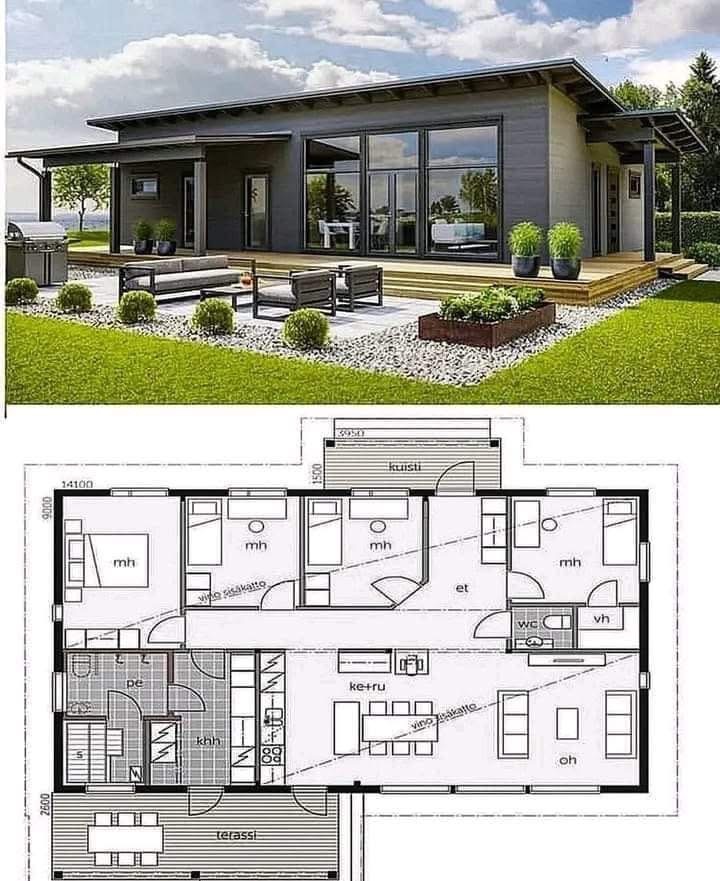 3950
1500
kuisti
14100
9000
mh
mh
mh
mh
vino sisäkatto
et
wc
vh
pe
ke+ru
vino sisäkatto
khh
s
oh
2600
terassi